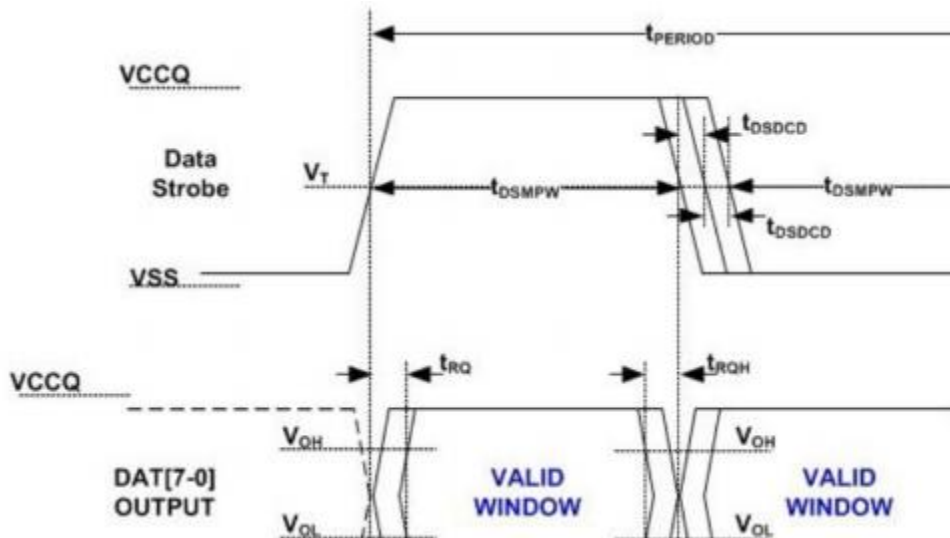 tPERIOD
VCCQ
tDSDCD
Data
Strobe
VT
tDSMPW
tDSMPW
tDSDCD
VSS
VCCQ
tRQ
tRQH
VOH
VOH
DAT[7-0]
OUTPUT
VALID
WINDOW
VALID
WINDOW
VOL
VOL